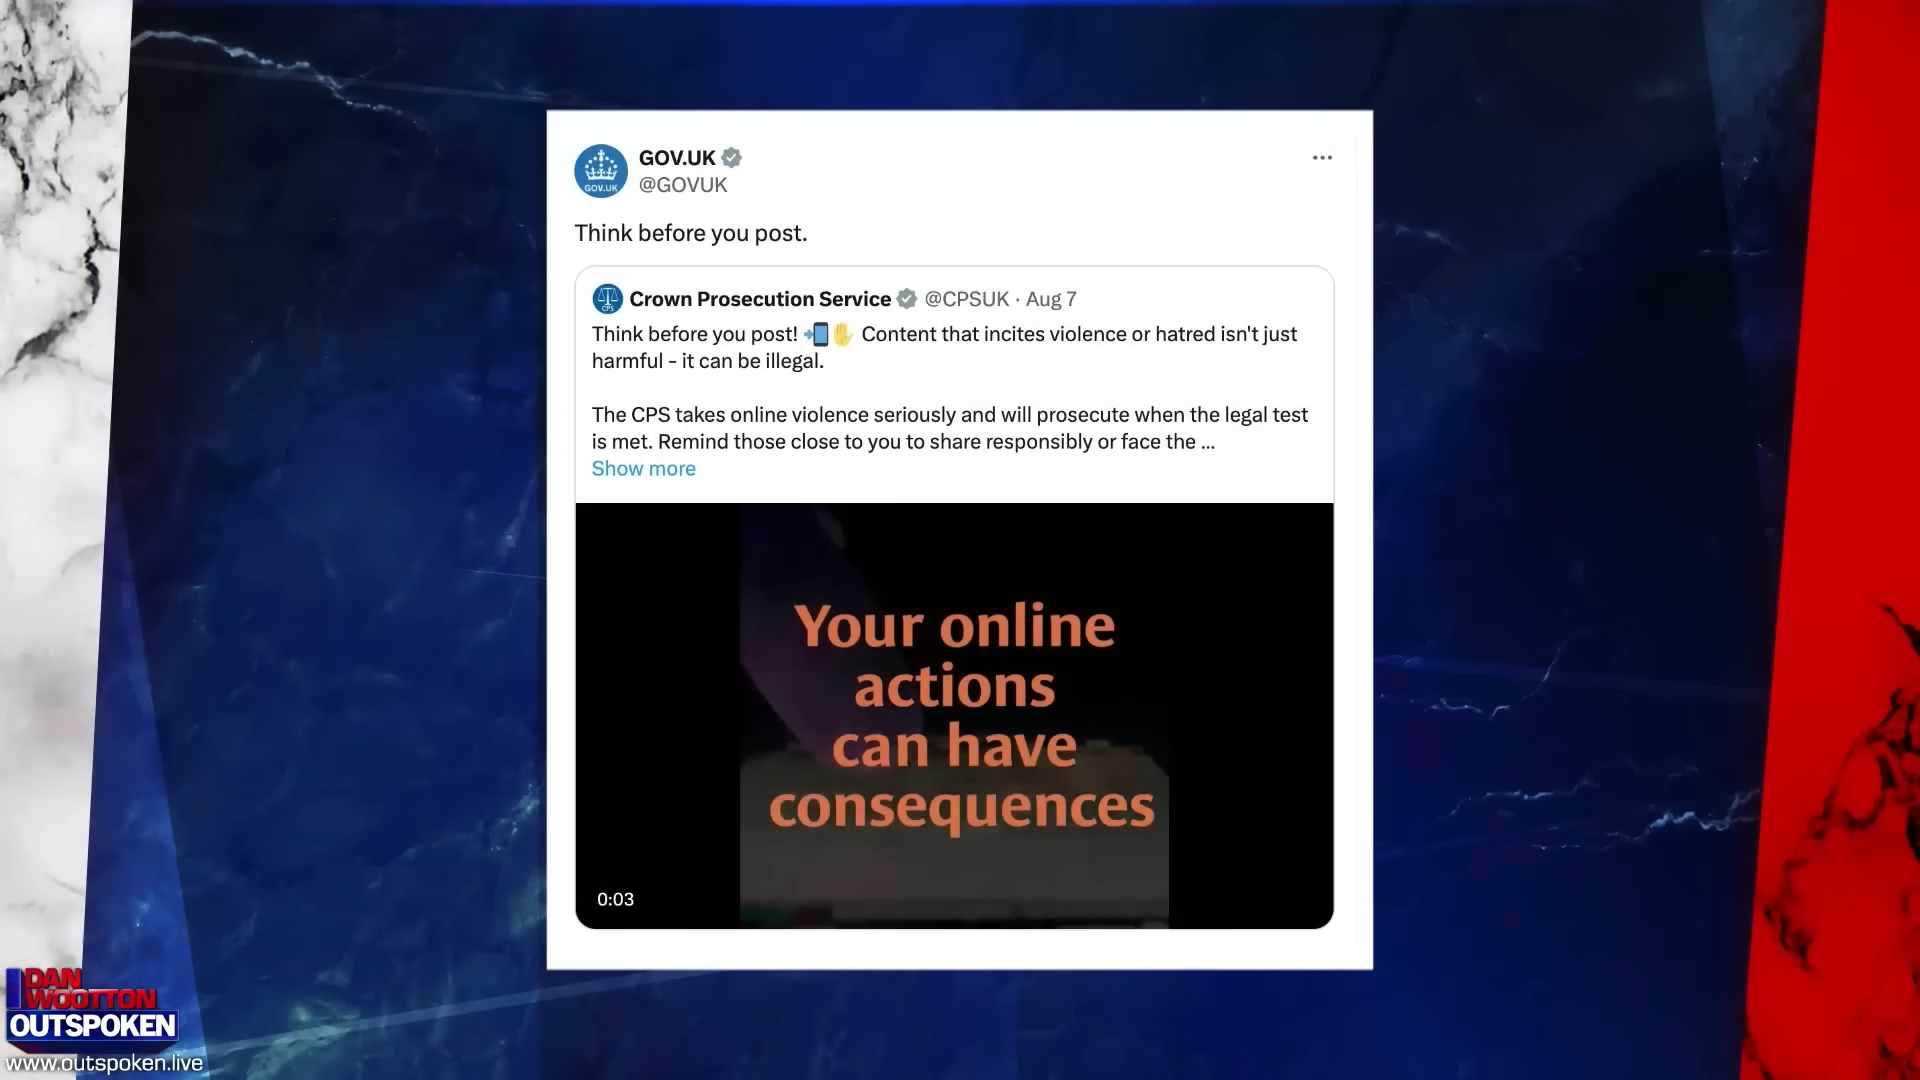 GOV.UK
@GOVUK
Think before you post.
Crown Prosecution Service @CPSUK · Aug 7
Think before you post! 📲✋ Content that incites violence or hatred isn't just
harmful - it can be illegal.
The CPS takes online violence seriously and will prosecute when the legal test
is met. Remind those close to you to share responsibly or face the ...
Show more
Your online
actions
can have
consequences
0:03
GOV.UK
CPS
DAN
WOOTTON
OUTSPOKEN
www.outspoken.live